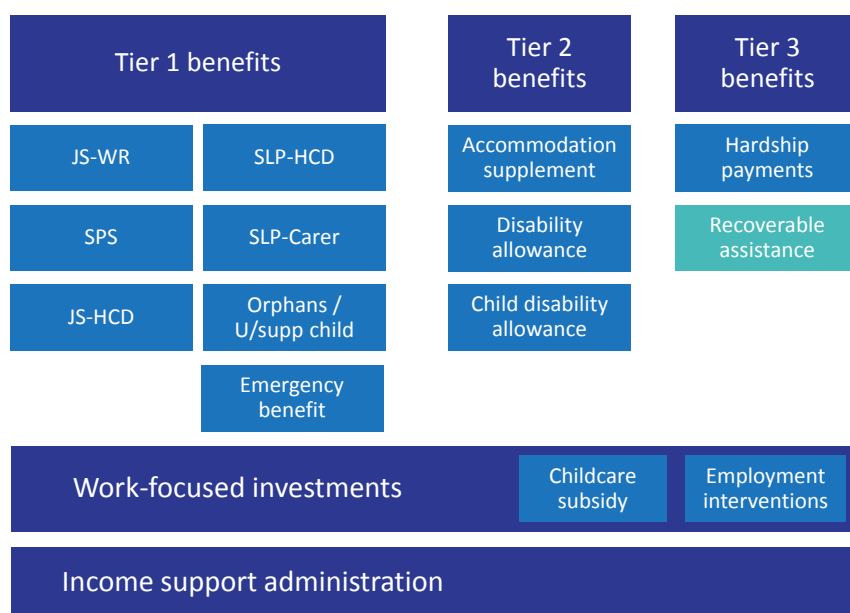 Tier 1 benefits
Tier 2
benefits
Tier 3
benefits
JS-WR
SLP-HCD
Accommodation
supplement
Hardship
payments
SPS
SLP-Carer
Disability
allowance
Recoverable
assistance
JS-HCD
Orphans /
U/supp child
Child disability
allowance
Emergency
benefit
Work-focused investments
Childcare
subsidy
Employment
interventions
Income support administration